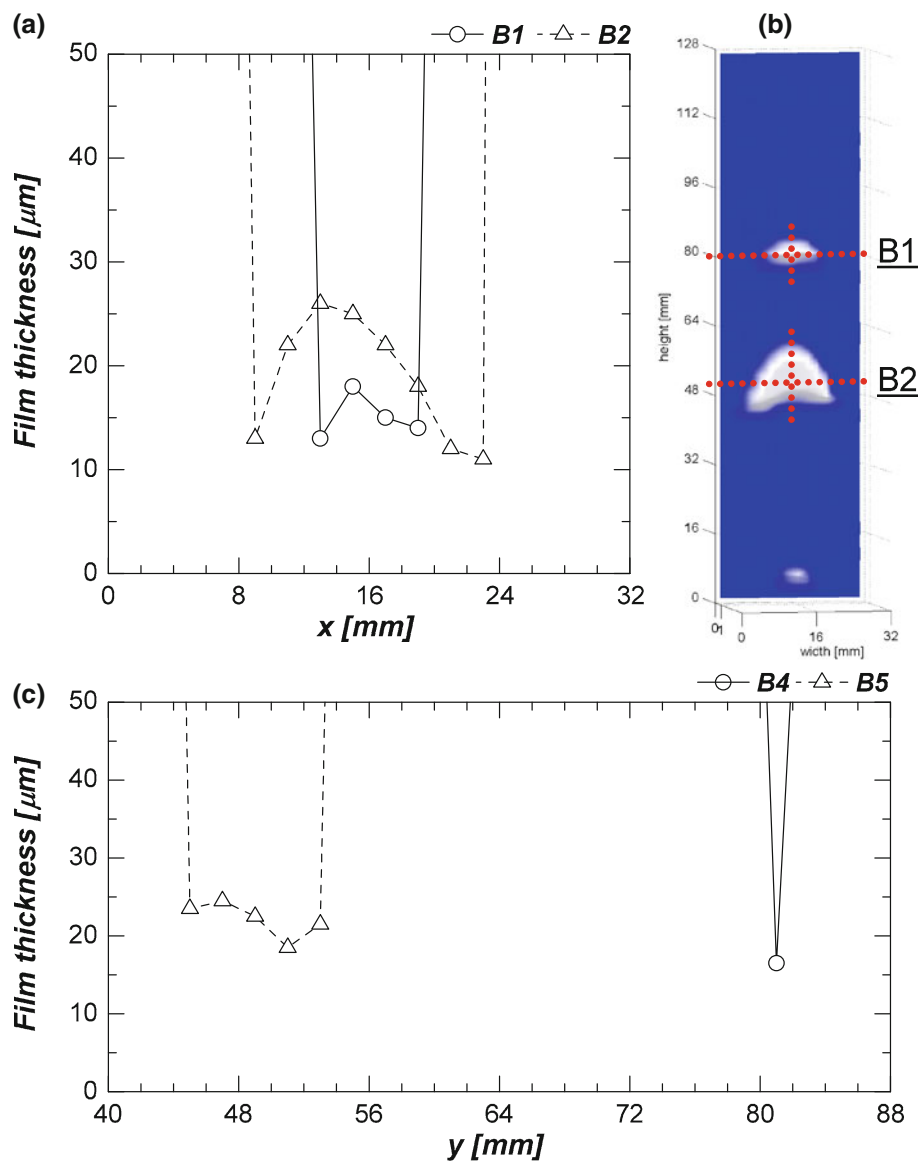 (a)
B1 B2
50
40
30
20
10
0
Film thickness [μm]
0 8 16 24 32
x [mm]
(b)
128
112
96
80
64
48
32
16
0
height [mm]
B1
B2
0 1 0 16 32
width [mm]
(c)
B4 B5
50
40
30
20
10
0
Film thickness [μm]
40 48 56 64 72 80 88
y [mm]